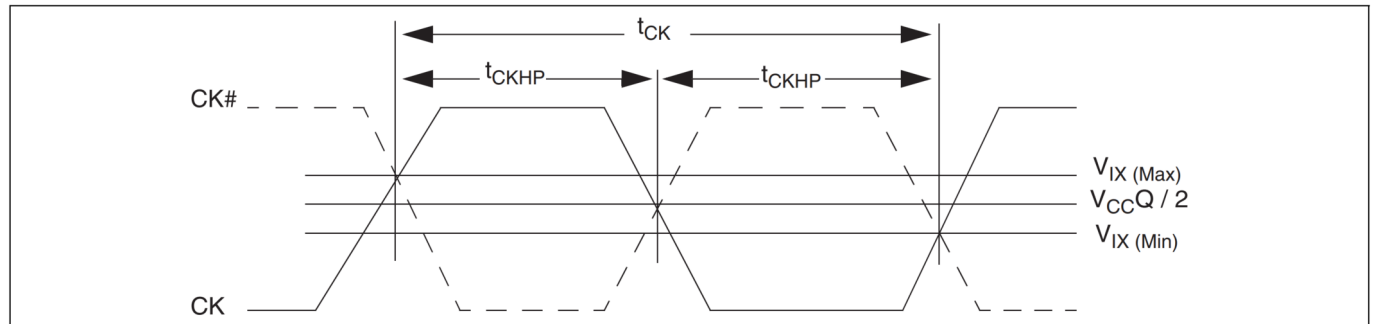 tCK
tCKHP tCKHP
CK#
VIX (Max)
VCCQ / 2
VIX (Min)
CK